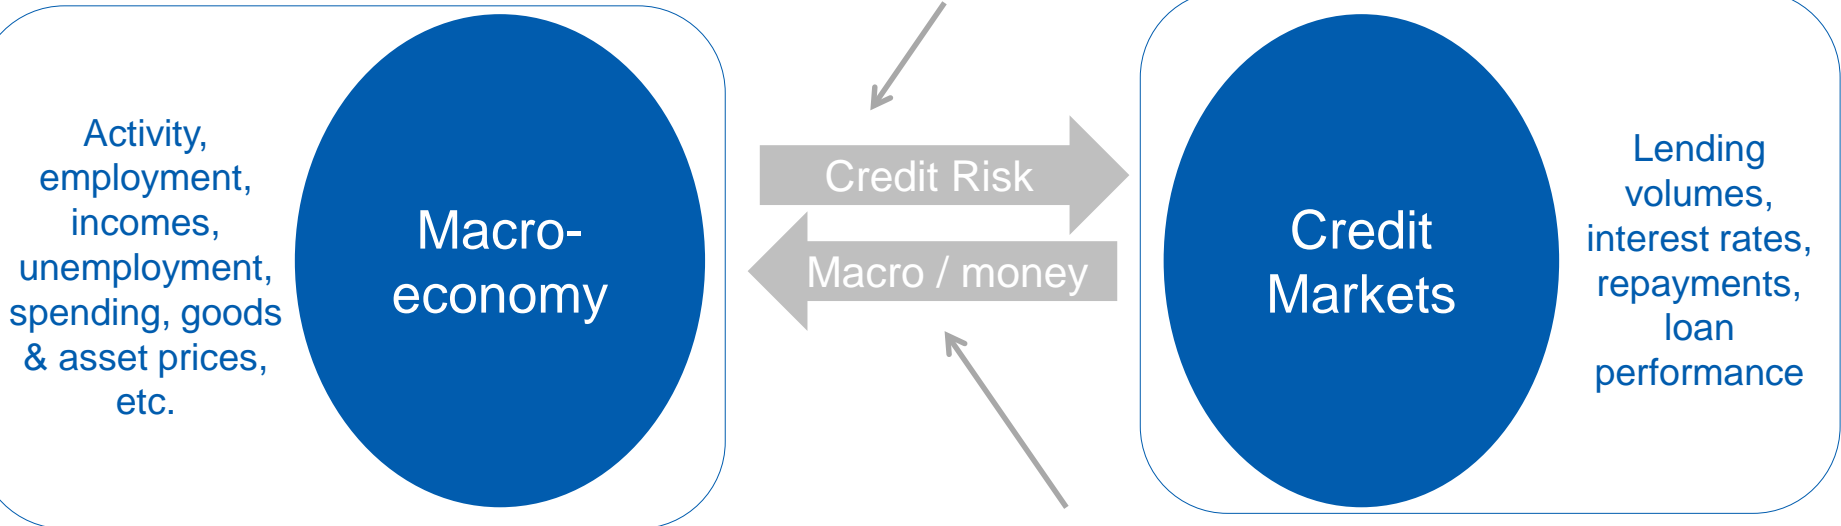 Activity,
employment,
incomes,
unemployment,
spending, goods
& asset prices,
etc.
Macro-
economy
Credit Risk
Macro / money
Credit
Markets
Lending
volumes,
interest rates,
repayments,
loan
performance